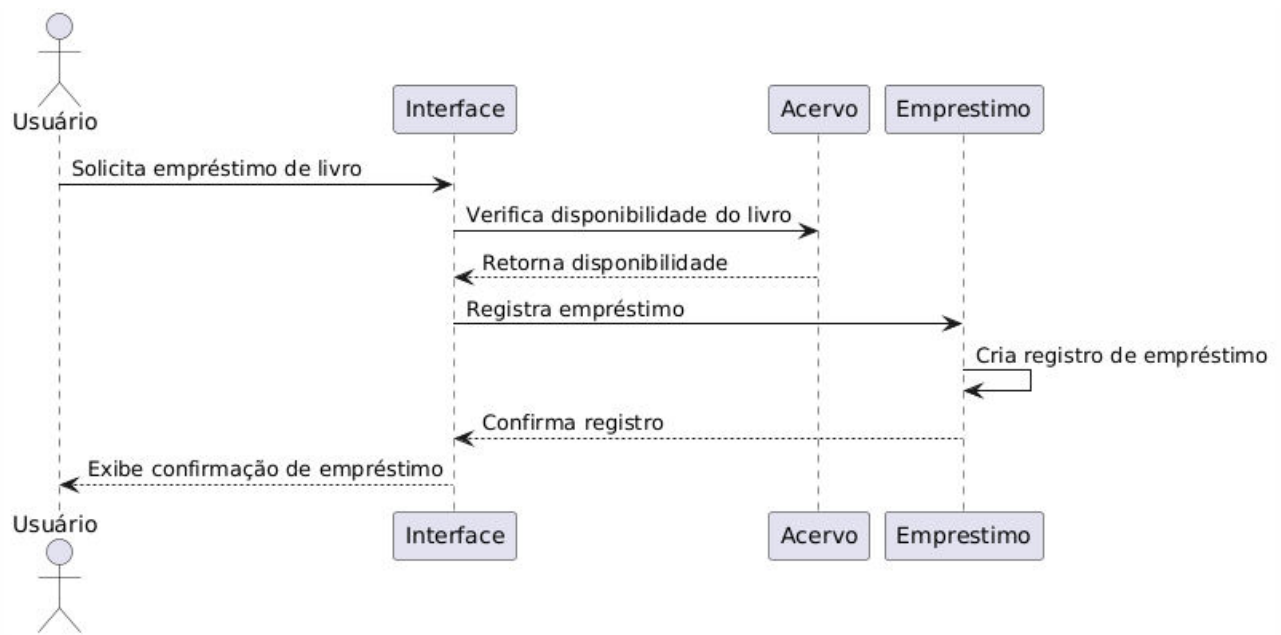 Usuário
Interface
Acervo
Emprestimo
Solicita empréstimo de livro
Verifica disponibilidade do livro
Retorna disponibilidade
Registra empréstimo
Cria registro de empréstimo
Confirma registro
Exibe confirmação de empréstimo
Usuário
Interface
Acervo
Emprestimo